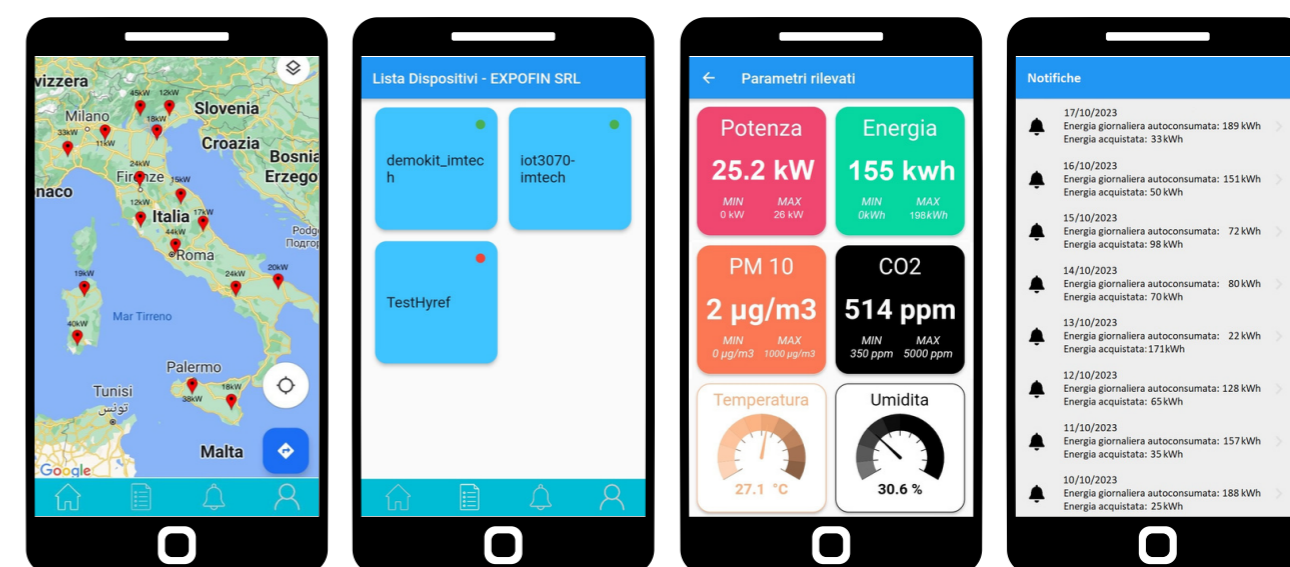 vizzera
45kW 12kW
Slovenia
Milano
18kW
33kW
11kW
Croazia
Bosnia
24kW
Firenze 15kW
Erzego
naco
12kW
Italia 17kW
44kW
Podg
Подгор
Roma
19kW
24kW
20kW
Mar Tirreno
40kW
Palermo
18kW
38kW
Tunisi
تونس
Malta
Google
Lista Dispositivi - EXPOFIN SRL
demokit_imtec
h
iot3070-
imtech
TestHyref
Parametri rilevati
Potenza
25.2 kW
MIN MAX
0 kW 26 kW
Energia
155 kwh
MIN MAX
0kWh 198kWh
PM 10
2 µg/m3
MIN MAX
0 µg/m3 1000 µg/m3
CO2
514 ppm
MIN MAX
350 ppm 5000 ppm
Temperatura
27.1 °C
Umidita
30.6 %
Notifiche
17/10/2023
Energia giornaliera autoconsumata: 189 kWh
Energia acquistata: 33 kWh
16/10/2023
Energia giornaliera autoconsumata: 151 kWh
Energia acquistata: 50 kWh
15/10/2023
Energia giornaliera autoconsumata: 72 kWh
Energia acquistata: 98 kWh
14/10/2023
Energia giornaliera autoconsumata: 80 kWh
Energia acquistata: 70 kWh
13/10/2023
Energia giornaliera autoconsumata: 22 kWh
Energia acquistata:171kWh
12/10/2023
Energia giornaliera autoconsumata: 128 kWh
Energia acquistata: 65 kWh
11/10/2023
Energia giornaliera autoconsumata: 157 kWh
Energia acquistata: 35 kWh
10/10/2023
Energia giornaliera autoconsumata: 188 kWh
Energia acquistata: 25 kWh